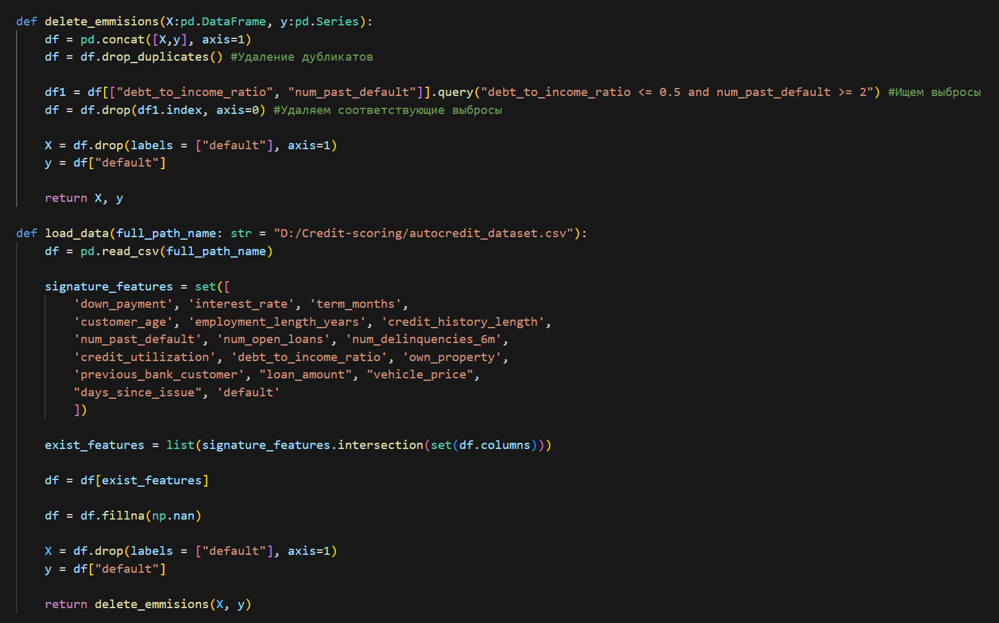 def delete_emmisions(X:pd.DataFrame, y:pd.Series):
    df = pd.concat([X,y], axis=1)
    df = df.drop_duplicates() #Удаление дубликатов
    df1 = df[["debt_to_income_ratio", "num_past_default"]].query("debt_to_income_ratio <= 0.5 and num_past_default >= 2") #Ищем выбросы
    df = df.drop(df1.index, axis=0) #Удаляем соответствующие выбросы
    X = df.drop(labels = ["default"], axis=1)
    y = df["default"]
    return X, y
def load_data(full_path_name: str = "D:/Credit-scoring/autocredit_dataset.csv"):
    df = pd.read_csv(full_path_name)
    signature_features = set([
        'down_payment', 'interest_rate', 'term_months',
        'customer_age', 'employment_length_years', 'credit_history_length',
        'num_past_default', 'num_open_loans', 'num_delinquencies_6m',
        'credit_utilization', 'debt_to_income_ratio', 'own_property',
        'previous_bank_customer', "loan_amount", "vehicle_price",
        "days_since_issue", 'default'
        ])
    exist_features = list(signature_features.intersection(set(df.columns)))
    df = df[exist_features]
    df = df.fillna(np.nan)
    X = df.drop(labels = ["default"], axis=1)
    y = df["default"]
    return delete_emmisions(X, y)